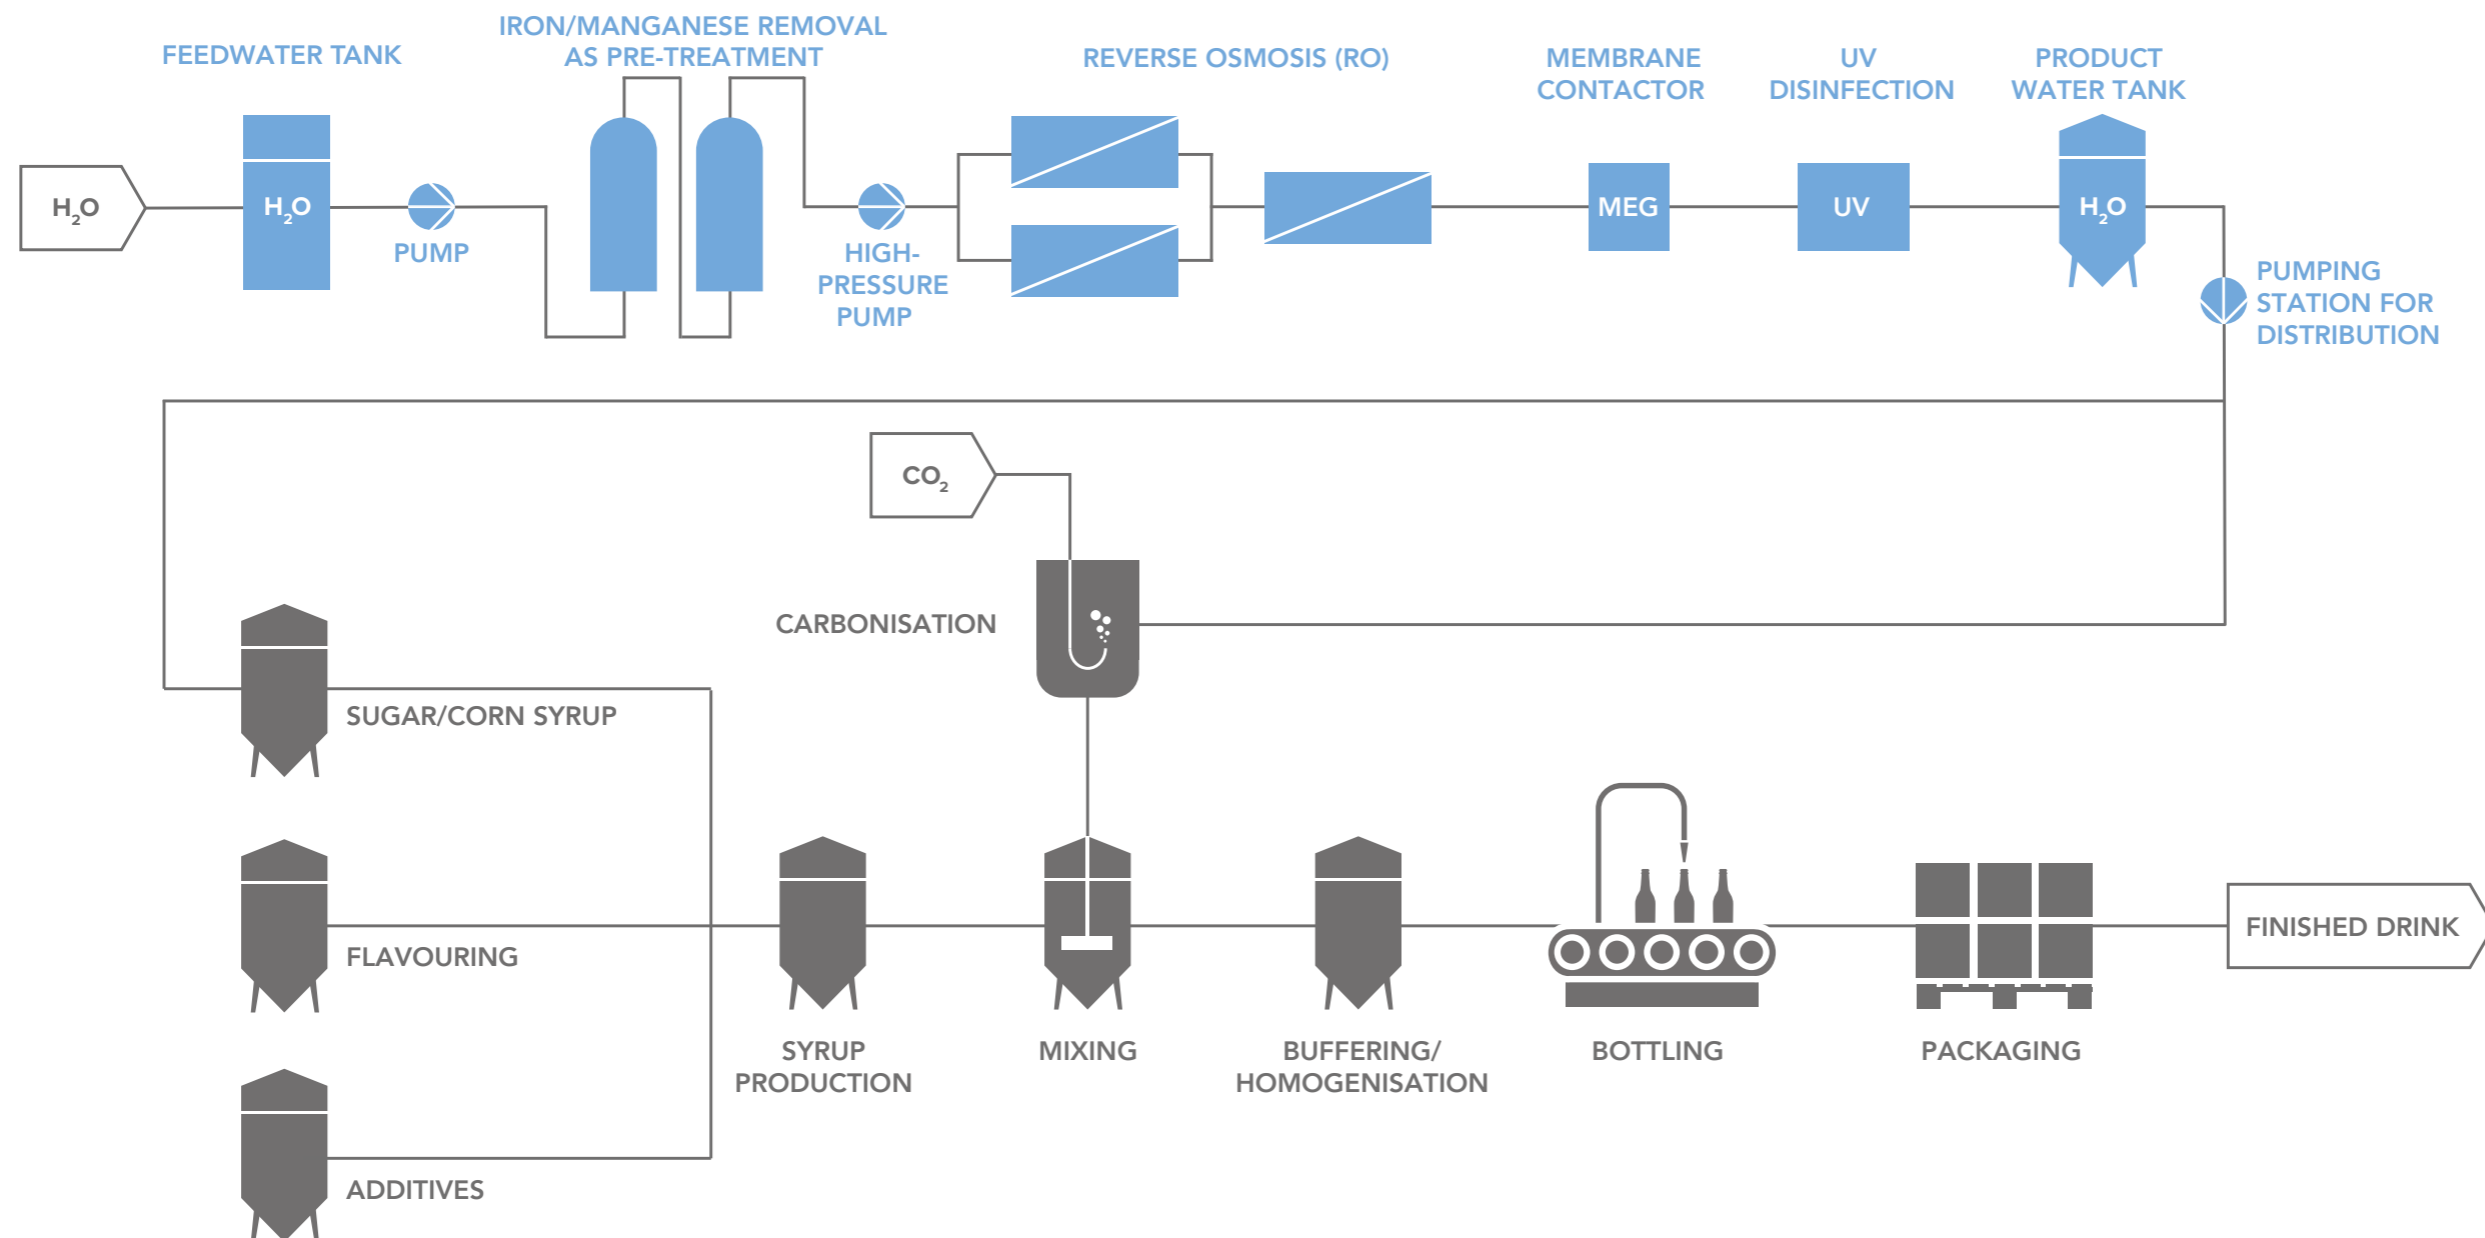 FEEDWATER TANK
IRON/MANGANESE REMOVAL
AS PRE-TREATMENT
REVERSE OSMOSIS (RO)
MEMBRANE
CONTACTOR
UV
DISINFECTION
PRODUCT
WATER TANK
H₂O
H₂O
PUMP
HIGH-
PRESSURE
PUMP
MEG
UV
H₂O
PUMPING
STATION FOR
DISTRIBUTION
CO₂
CARBONISATION
SUGAR/CORN SYRUP
FLAVOURING
ADDITIVES
SYRUP
PRODUCTION
MIXING
BUFFERING/
HOMOGENISATION
BOTTLING
PACKAGING
FINISHED DRINK